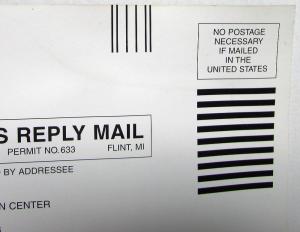 NO POSTAGE
NECESSARY
IF MAILED
IN THE
UNITED STATES
S REPLY MAIL
PERMIT NO. 633 FLINT, MI
BY ADDRESSEE
N CENTER